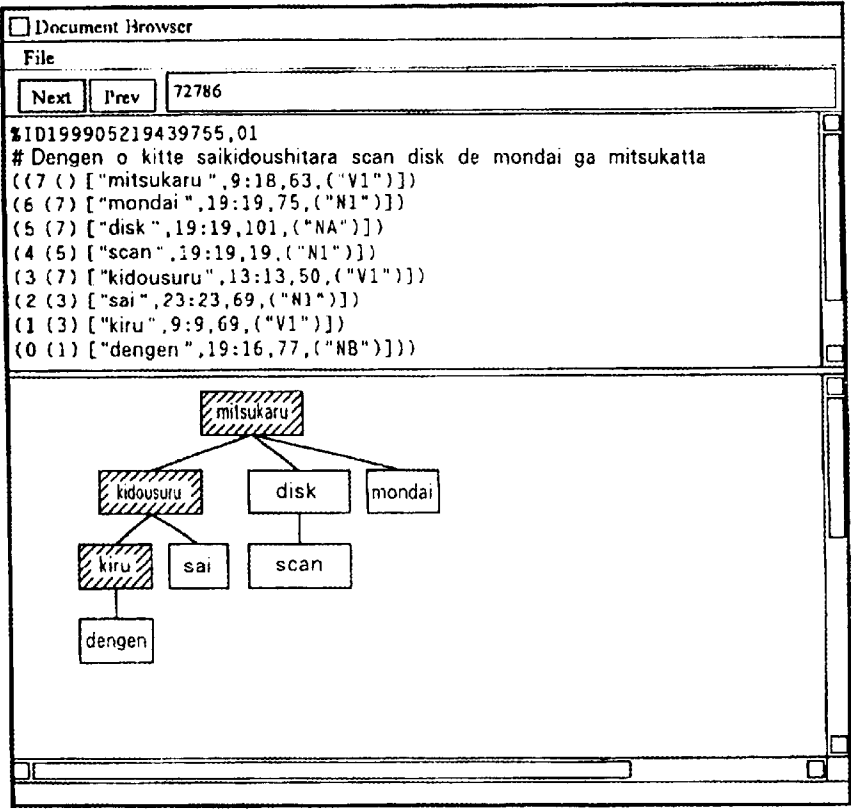 Document Browser
File
Next Prev 72786
%ID199905219439755,01
# Dengen o kitte saikidoushitara scan disk de mondai ga mitsukatta
((7 () ["mitsukaru",9:18,63,("V1")])
(6 (7) ["mondai",19:19,75,("N1")])
(5 (7) ["disk",19:19,101,("NA")])
(4 (5) ["scan",19:19,19,("N1")])
(3 (7) ["kidousuru",13:13,50,("V1")])
(2 (3) ["sai",23:23,69,("N1")])
(1 (3) ["kiru",9:9,69,("V1")])
(0 (1) ["dengen",19:16,77,("NB")]))
mitsukaru
kidousuru disk mondai
kiru sai scan
dengen